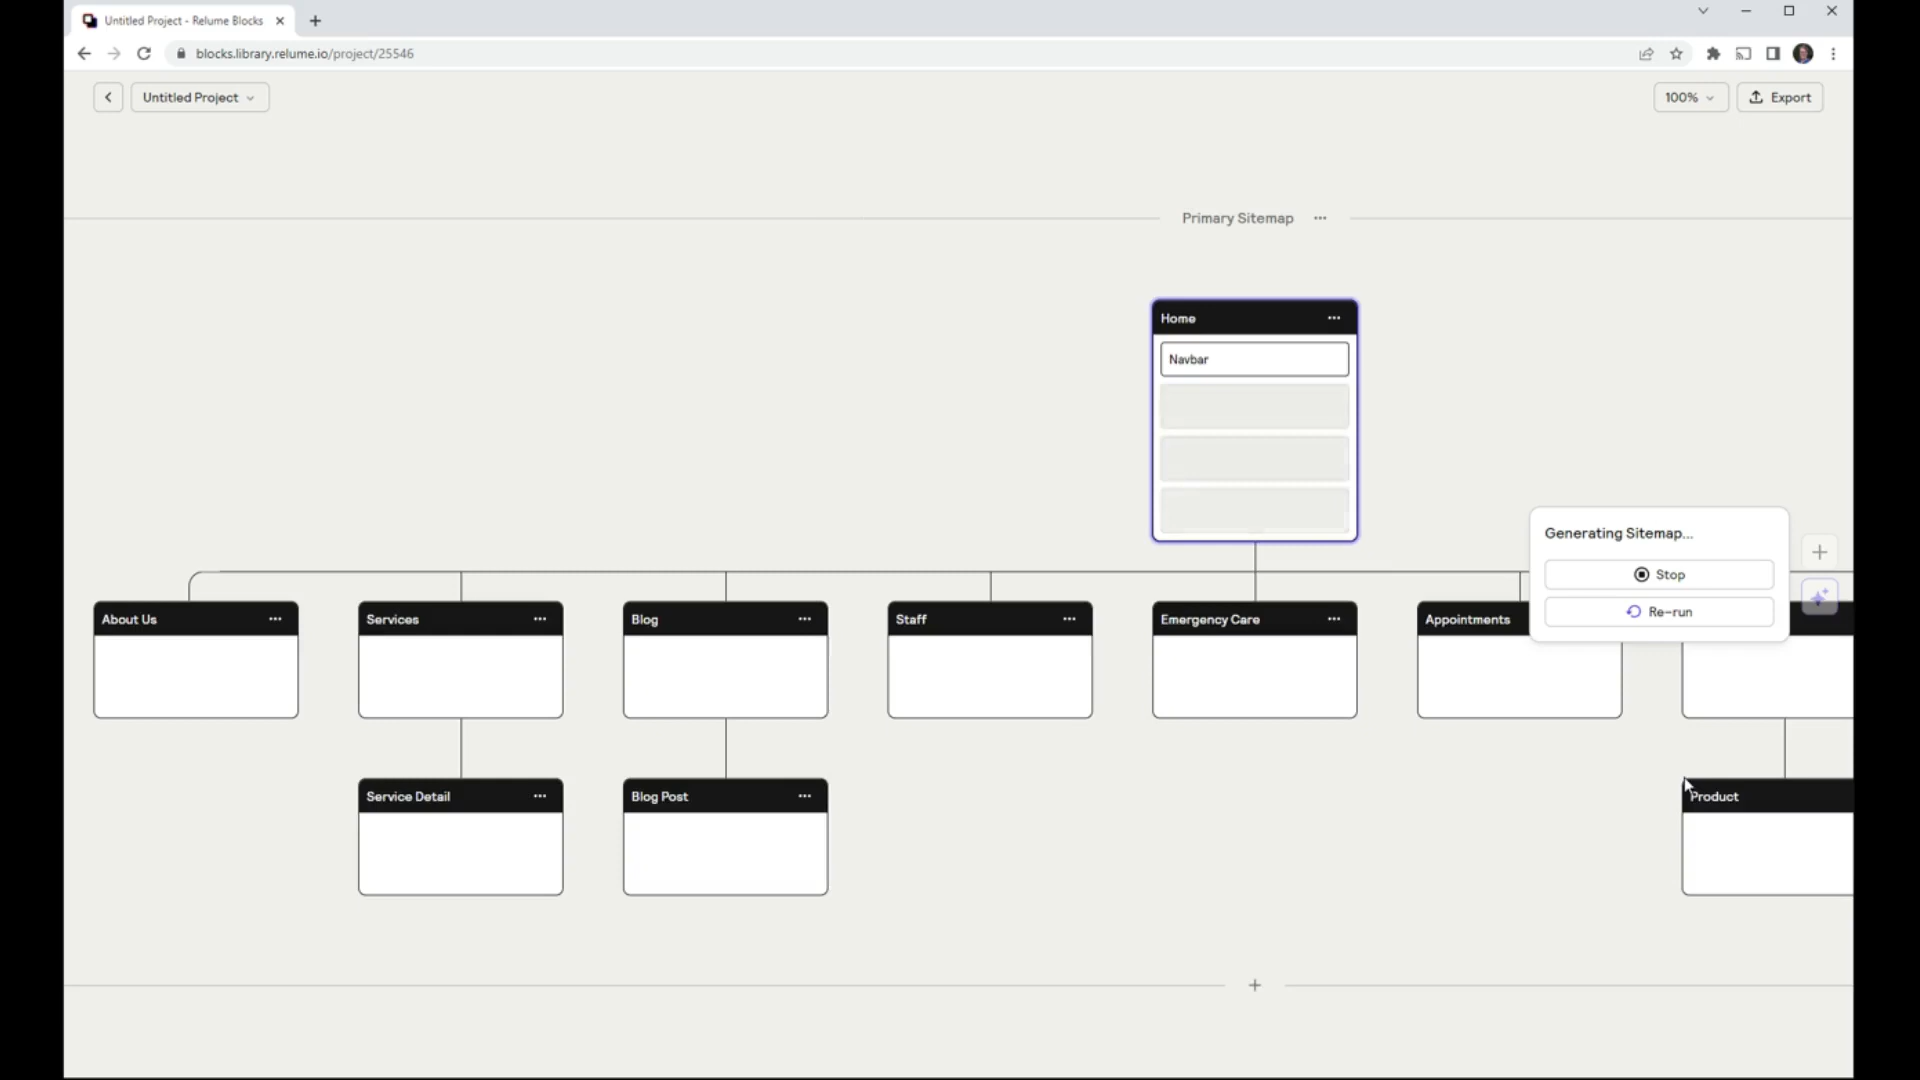 Untitled Project - Relume Blocks
blocks.library.relume.io/project/25546
Untitled Project
100%
Export
Primary Sitemap
Home
Navbar
Generating Sitemap...
Stop
Re-run
About Us
Services
Blog
Staff
Emergency Care
Appointments
Service Detail
Blog Post
Product